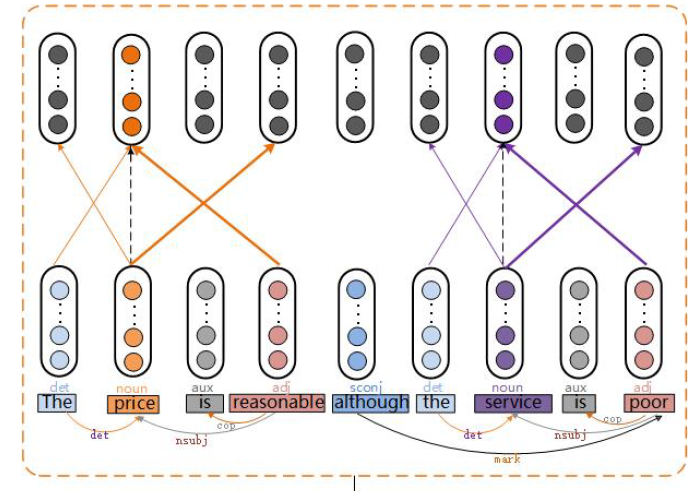 det noun aux adj sconj det noun aux adj
The price is reasonable although the service is poor
det nsubj cop det nsubj cop
mark